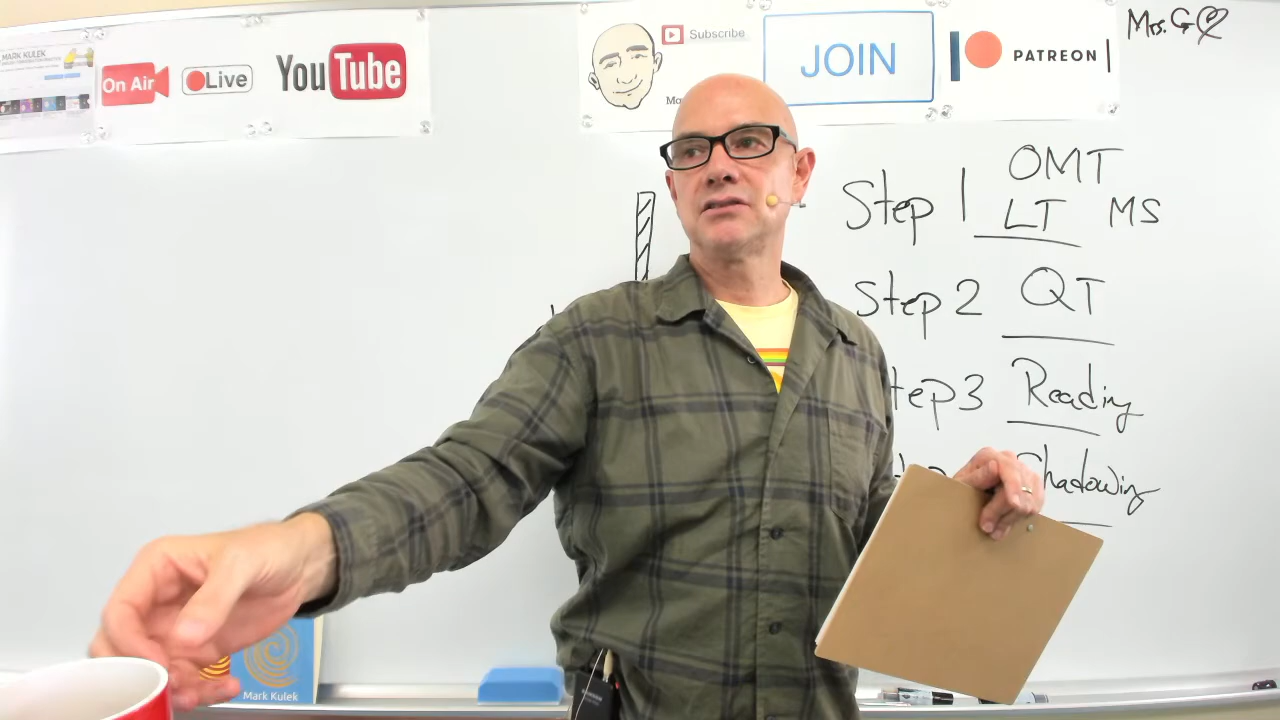 MARK KULEK
On Air
Live
YouTube
Subscribe
JOIN
PATREON
Mrs. G
Step 1 OMT
LT MS
Step 2 QT
tep3 Reading
Shadowing
Mark Kulek